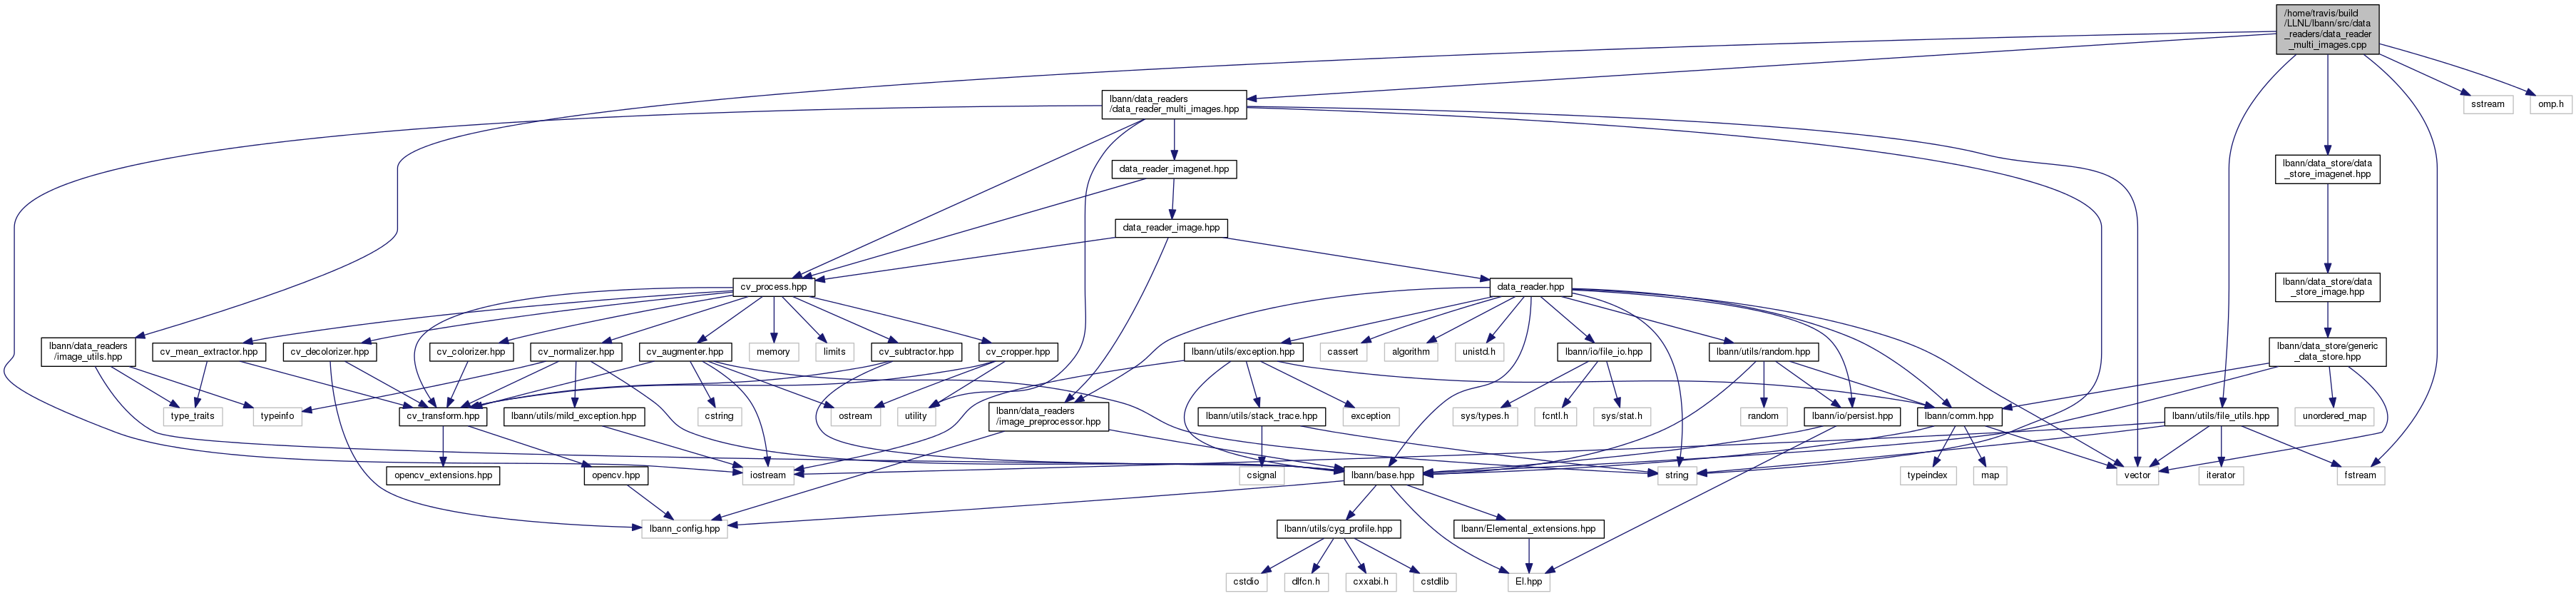 /home/travis/build
/LLNL/lbann/src/data
_readers/data_reader
_multi_images.cpp
lbann/data_readers
/data_reader_multi_images.hpp
sstream
omp.h
data_reader_imagenet.hpp
lbann/data_store/data
_store_imagenet.hpp
data_reader_image.hpp
cv_process.hpp
data_reader.hpp
lbann/data_store/data
_store_image.hpp
lbann/data_readers
/image_utils.hpp
cv_mean_extractor.hpp
cv_decolorizer.hpp
cv_colorizer.hpp
cv_normalizer.hpp
cv_augmenter.hpp
memory
limits
cv_subtractor.hpp
cv_cropper.hpp
lbann/utils/exception.hpp
cassert
algorithm
unistd.h
lbann/io/file_io.hpp
lbann/utils/random.hpp
lbann/data_store/generic
_data_store.hpp
type_traits
typeinfo
cv_transform.hpp
lbann/utils/mild_exception.hpp
cstring
ostream
utility
lbann/data_readers
/image_preprocessor.hpp
lbann/utils/stack_trace.hpp
exception
sys/types.h
fcntl.h
sys/stat.h
random
lbann/io/persist.hpp
lbann/comm.hpp
lbann/utils/file_utils.hpp
unordered_map
opencv_extensions.hpp
opencv.hpp
iostream
csignal
lbann/base.hpp
string
typeindex
map
vector
iterator
fstream
lbann_config.hpp
lbann/utils/cyg_profile.hpp
lbann/Elemental_extensions.hpp
cstdio
dlfcn.h
cxxabi.h
cstdlib
El.hpp